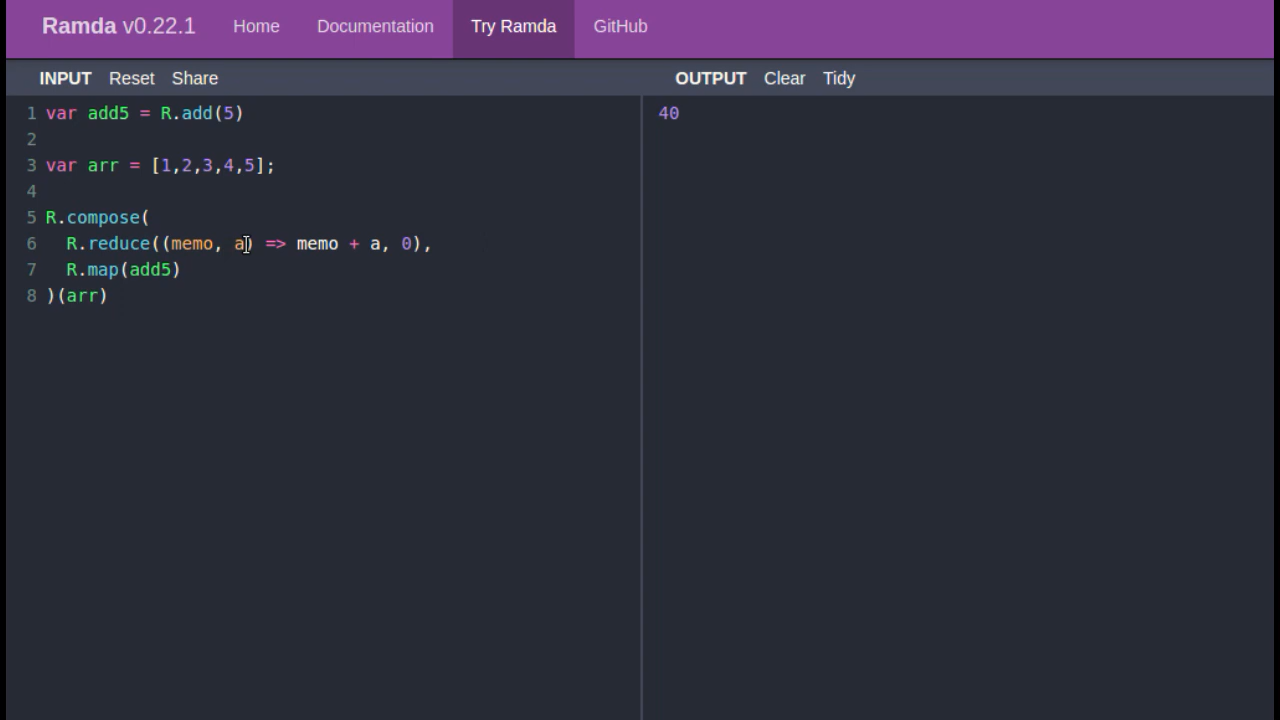 Ramda v0.22.1 Home Documentation Try Ramda GitHub
INPUT Reset Share OUTPUT Clear Tidy
1 var add5 = R.add(5)
2
3 var arr = [1,2,3,4,5];
4
5 R.compose(
6   R.reduce((memo, a) => memo + a, 0),
7   R.map(add5)
8 )(arr)
40